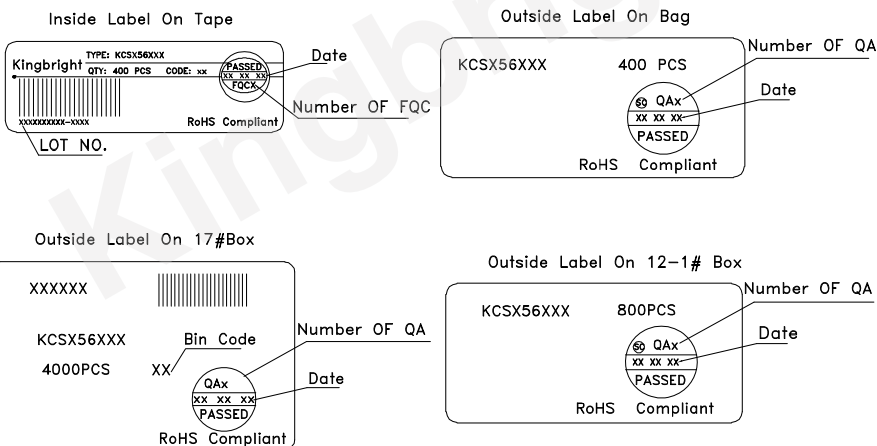 Inside Label On Tape
TYPE: KCSX56XXX
Kingbright
QTY: 400 PCS CODE: xx
PASSED
XX XX XX
FQCX
Date
Number OF FQC
XXXXXXXXXX-XXXX
RoHS Compliant
LOT NO.
Outside Label On Bag
KCSX56XXX 400 PCS
Number OF QA
SC QAx
Date
XX XX XX
PASSED
RoHS Compliant
Outside Label On 17#Box
XXXXXX
KCSX56XXX Bin Code
4000PCS XX
Number OF QA
QAx
Date
XX XX XX
PASSED
RoHS Compliant
Outside Label On 12-1# Box
KCSX56XXX 800PCS
Number OF QA
SC QAx
Date
XX XX XX
PASSED
RoHS Compliant
Kingbrig